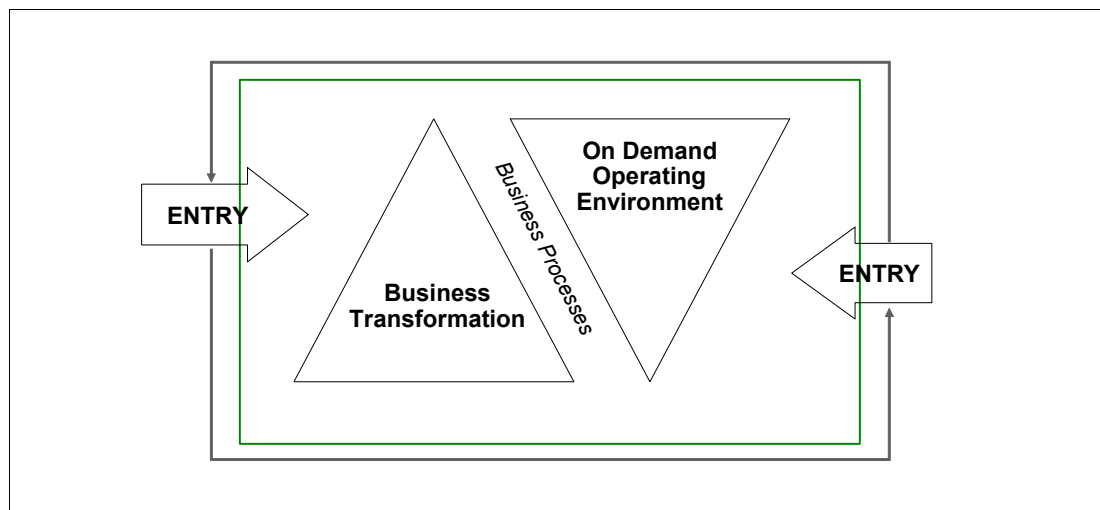 On Demand
Operating
Environment
Business Processes
ENTRY
ENTRY
Business
Transformation